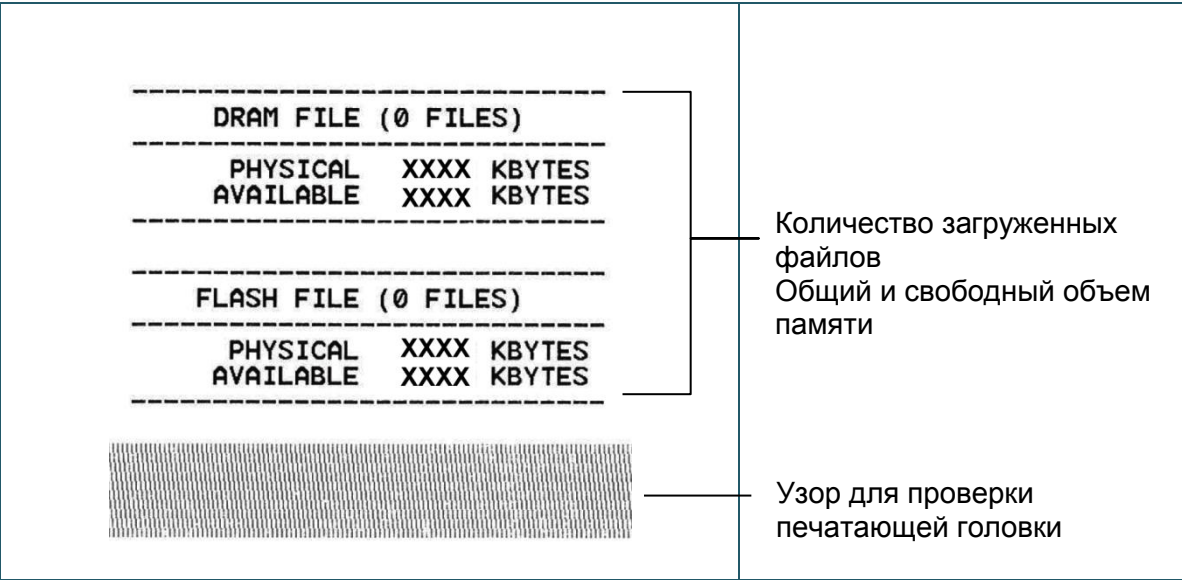 DRAM FILE (0 FILES)
PHYSICAL XXXX KBYTES
AVAILABLE XXXX KBYTES
FLASH FILE (0 FILES)
PHYSICAL XXXX KBYTES
AVAILABLE XXXX KBYTES
Количество загруженных
файлов
Общий и свободный объем
памяти
Узор для проверки
печатающей головки